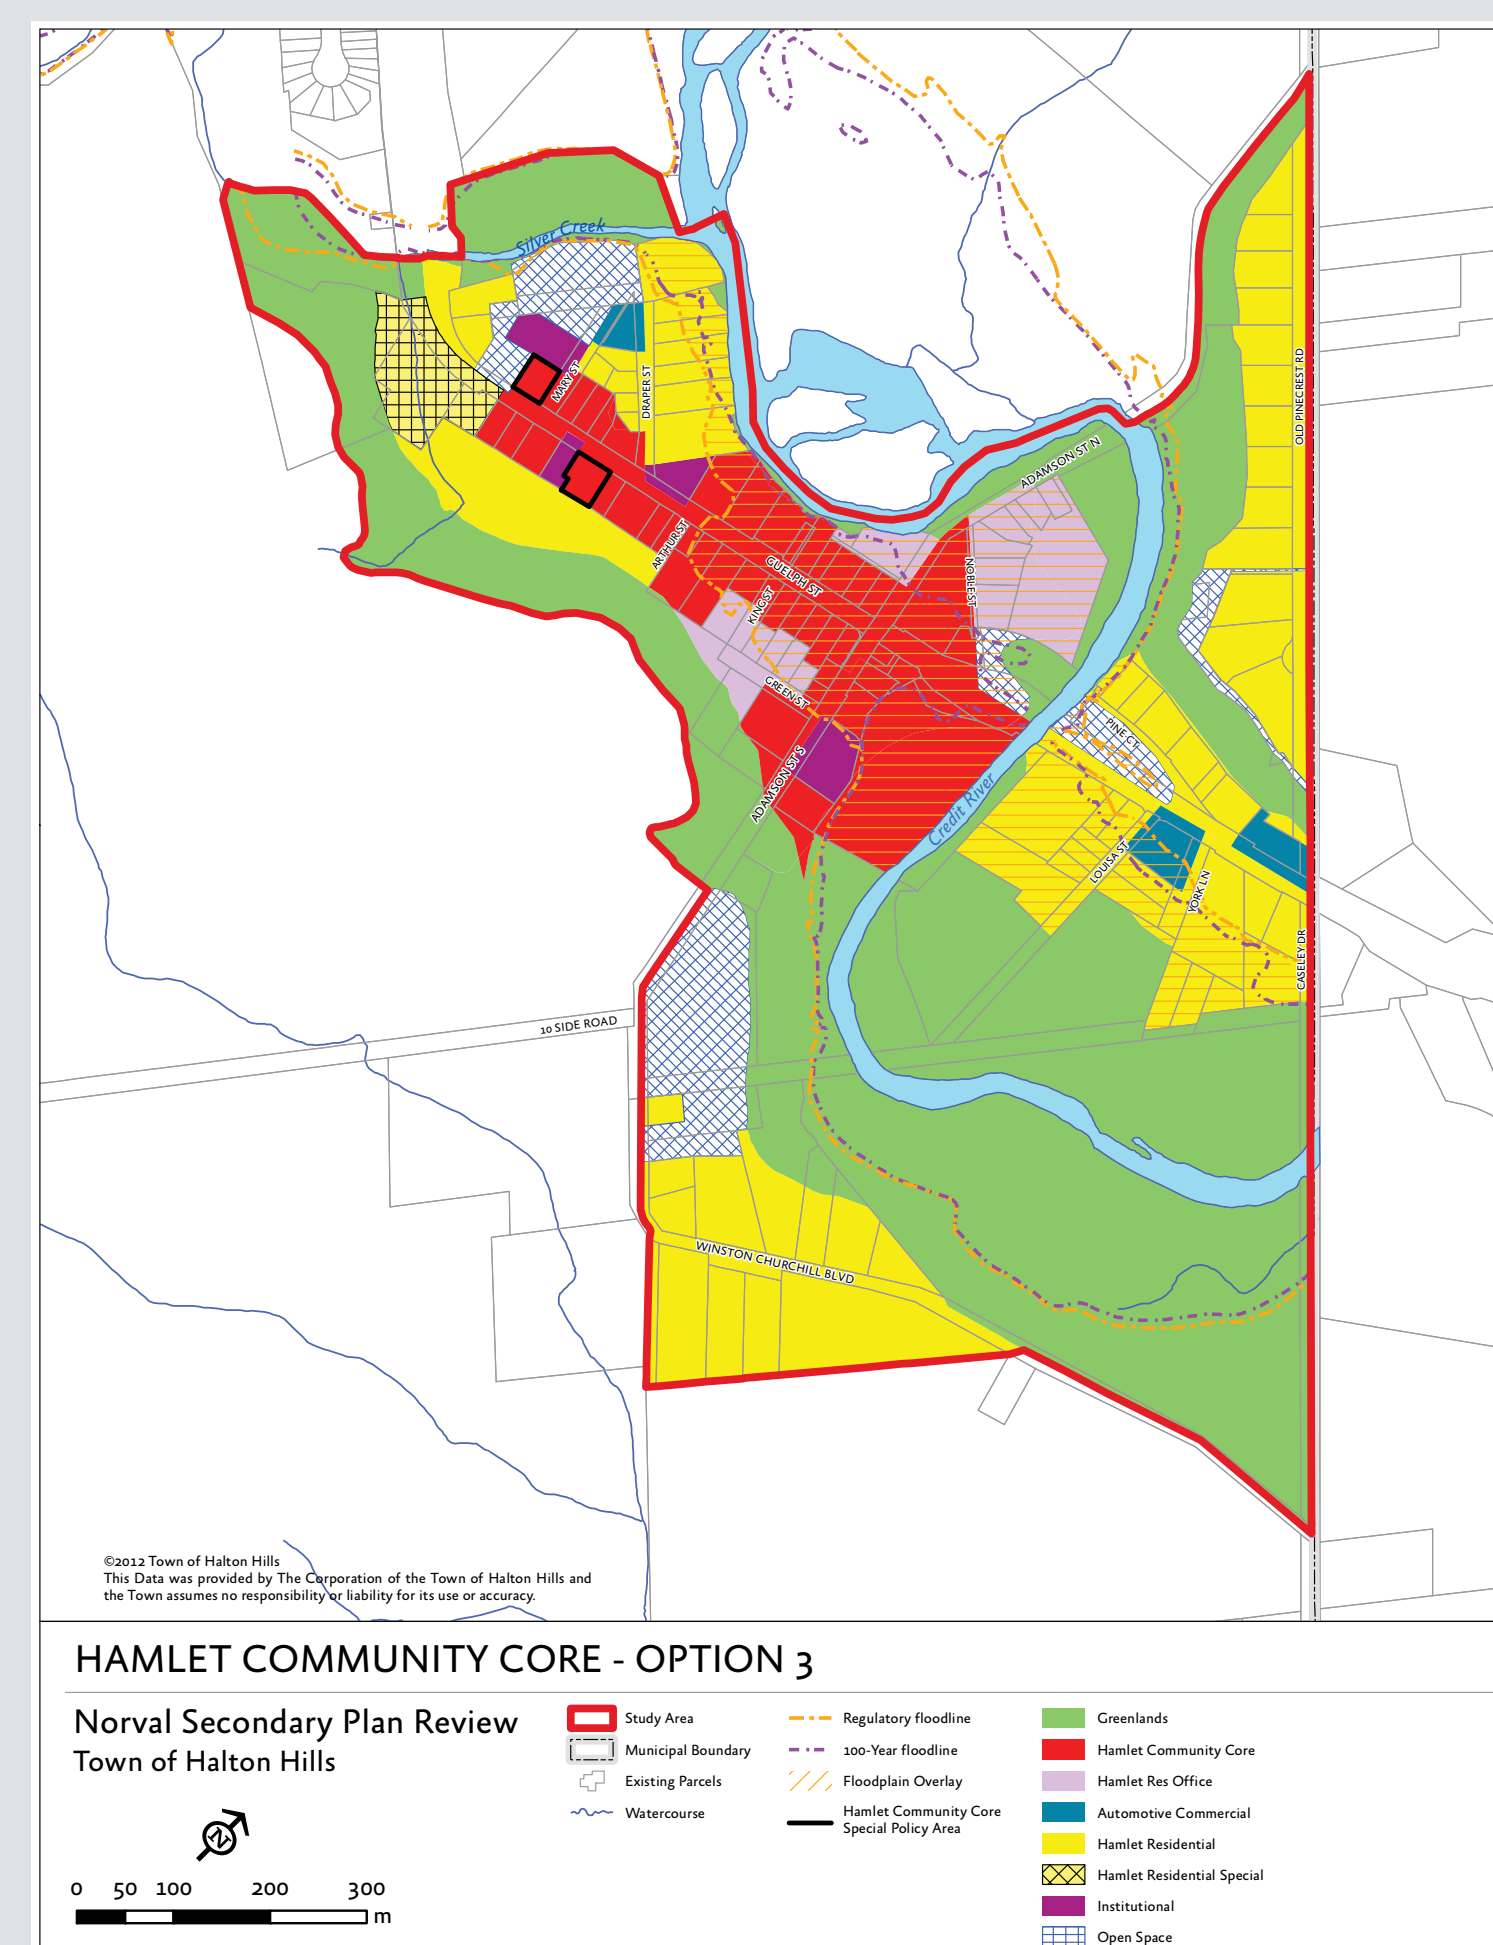 Silver Creek
MARY ST
DRAPER ST
OLD PINECREST RD
ADAMSON ST N
ARTHUR ST
GUELPH ST
NOBLE ST
KING ST
GREEN ST
PINE CT
ADAMSON ST S
Credit River
LOUISA ST
YORK LN
CASELEY DR
10 SIDE ROAD
WINSTON CHURCHILL BLVD
©2012 Town of Halton Hills
This Data was provided by The Corporation of the Town of Halton Hills and
the Town assumes no responsibility or liability for its use or accuracy.
HAMLET COMMUNITY CORE - OPTION 3
Norval Secondary Plan Review
Town of Halton Hills
N
0 50 100 200 300
m
Study Area
Municipal Boundary
Existing Parcels
Watercourse
Regulatory floodline
100-Year floodline
Floodplain Overlay
Hamlet Community Core
Special Policy Area
Greenlands
Hamlet Community Core
Hamlet Res Office
Automotive Commercial
Hamlet Residential
Hamlet Residential Special
Institutional
Open Space